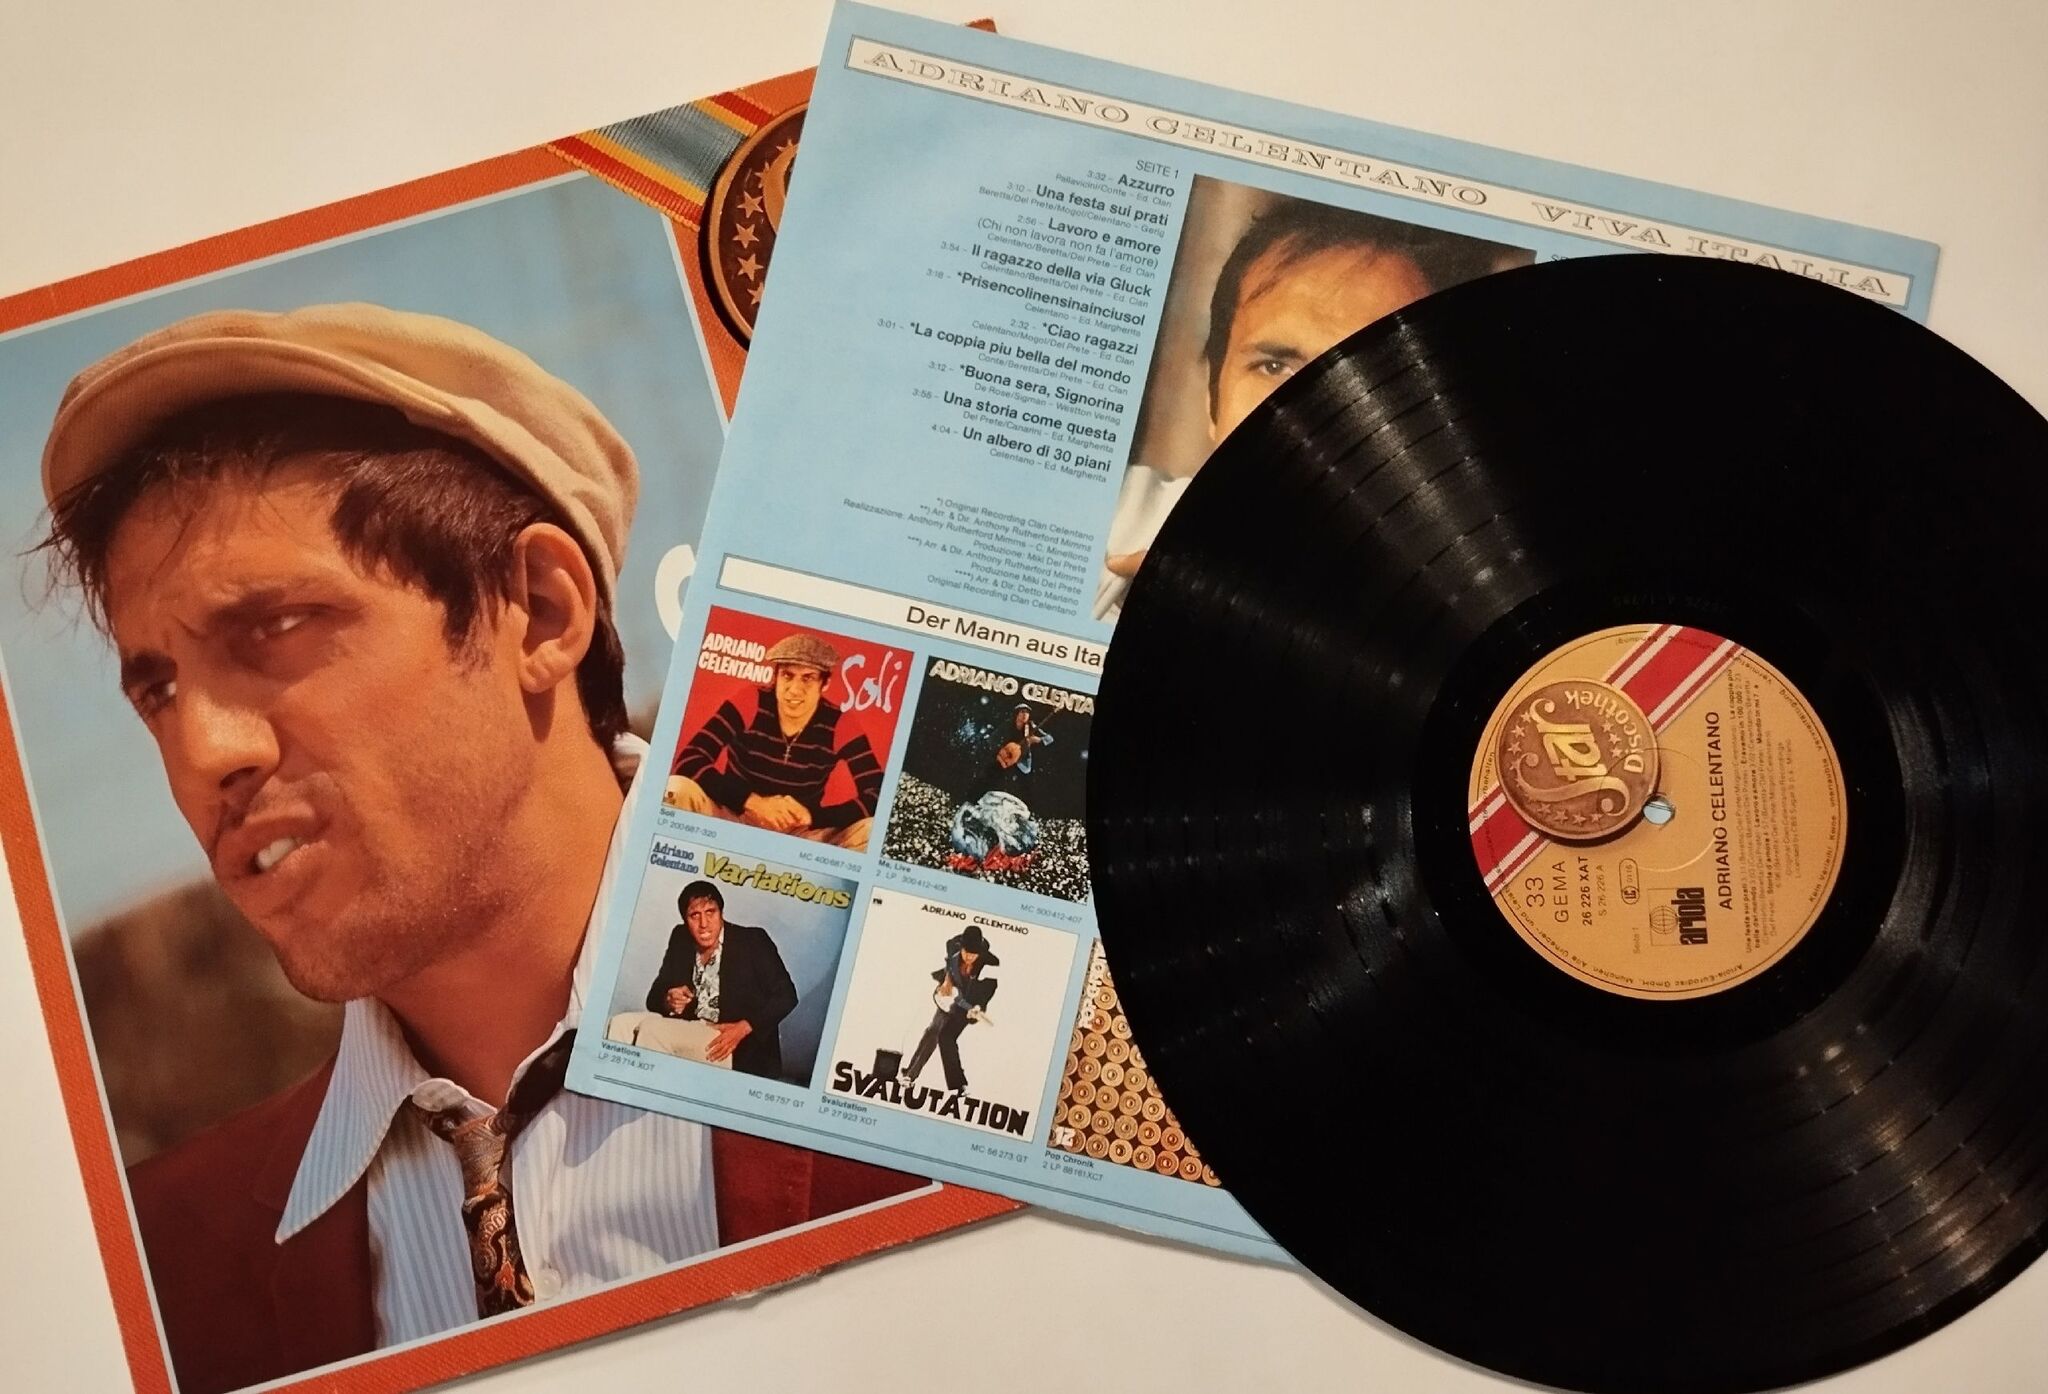 ADRIANO CELENTANO VIVA ITALIA
SEITE 1
3:32 – Azzurro
Pallavicini/Conte – Ed. Clan
3:10 – Una festa sui prati
Beretta/Del Prete/Mogol/Celentano – Gerig
2:56 – Lavoro e amore
(Chi non lavora non fa l'amore)
Celentano/Beretta/Del Prete – Ed. Clan
3:54 – Il ragazzo della via Gluck
Celentano/Beretta/Del Prete – Ed. Clan
3:18 – *Prisencolinensinainciusol
Celentano – Ed. Margherita
2:32 – *Ciao ragazzi
Celentano/Mogol/Del Prete – Ed. Clan
3:01 – *La coppia piu bella del mondo
Conte/Beretta/Del Prete – Ed. Clan
3:12 – *Buona sera, Signorina
De Rose/Sigman – Westton Verlag
3:55 – Una storia come questa
Del Prete/Canarini – Ed. Margherita
4:04 – Un albero di 30 piani
Celentano – Ed. Margherita
*) Original Recording Clan Celentano
**) Arr. & Dir. Anthony Rutherford Mimms
Realizzazione: Anthony Rutherford Mimms – C. Minellono
Produzione: Miki Del Prete
***) Arr. & Dir. Anthony Rutherford Mimms
Produzione Miki Del Prete
****) Arr. & Dir. Detto Mariano
Original Recording Clan Celentano
Der Mann aus Ita
ADRIANO
CELENTANO
Soli
Soli
LP 200 687-320
MC 400 687-352
ADRIANO CELENTA
Me, Live
2 LP 300 412-406
MC 500 412-407
Adriano
Celentano
Variations
Variations
LP 28 714 XOT
MC 56 757 GT
ADRIANO CELENTANO
SVALUTATION
Svalutation
LP 27 923 XOT
MC 56 273 GT
Pop Chronik
2 LP 88 161 XCT
Star
Discothek
33
GEMA
26 226 XAT
S 26 226 A
LC 0116
Seite 1
ariola
ADRIANO CELENTANO